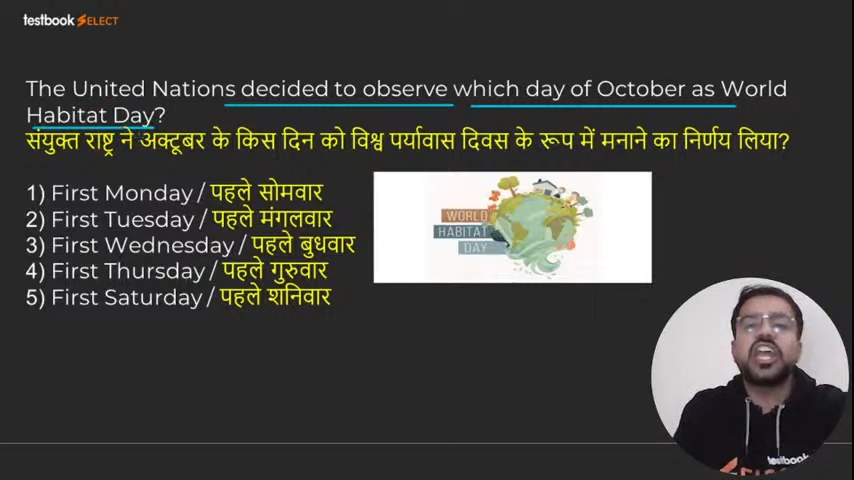 testbook SELECT
The United Nations decided to observe which day of October as World
Habitat Day?
संयुक्त राष्ट्र ने अक्टूबर के किस दिन को विश्व पर्यावास दिवस के रूप में मनाने का निर्णय लिया?
1) First Monday / पहले सोमवार
2) First Tuesday / पहले मंगलवार
3) First Wednesday / पहले बुधवार
4) First Thursday / पहले गुरुवार
5) First Saturday / पहले शनिवार
WORLD
HABITAT
DAY
testbook